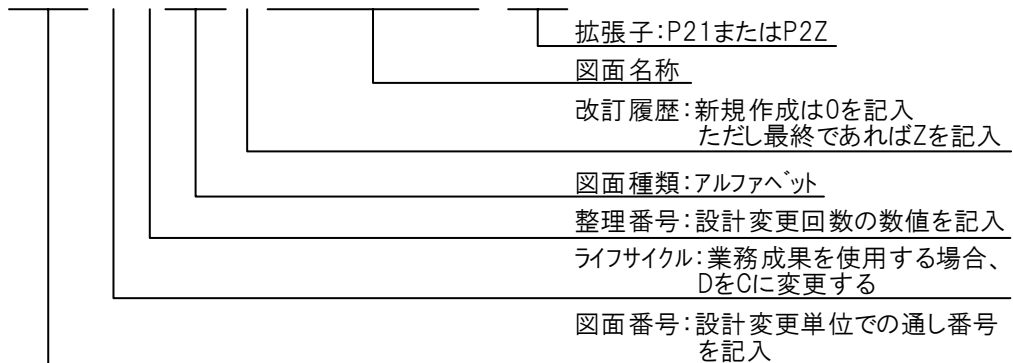 拡張子：P21またはP2Z
図面名称
改訂履歴：新規作成は0を記入
ただし最終であればZを記入
図面種類：アルファベット
整理番号：設計変更回数の数値を記入
ライフサイクル：業務成果を使用する場合、
DをCに変更する
図面番号：設計変更単位での通し番号
を記入